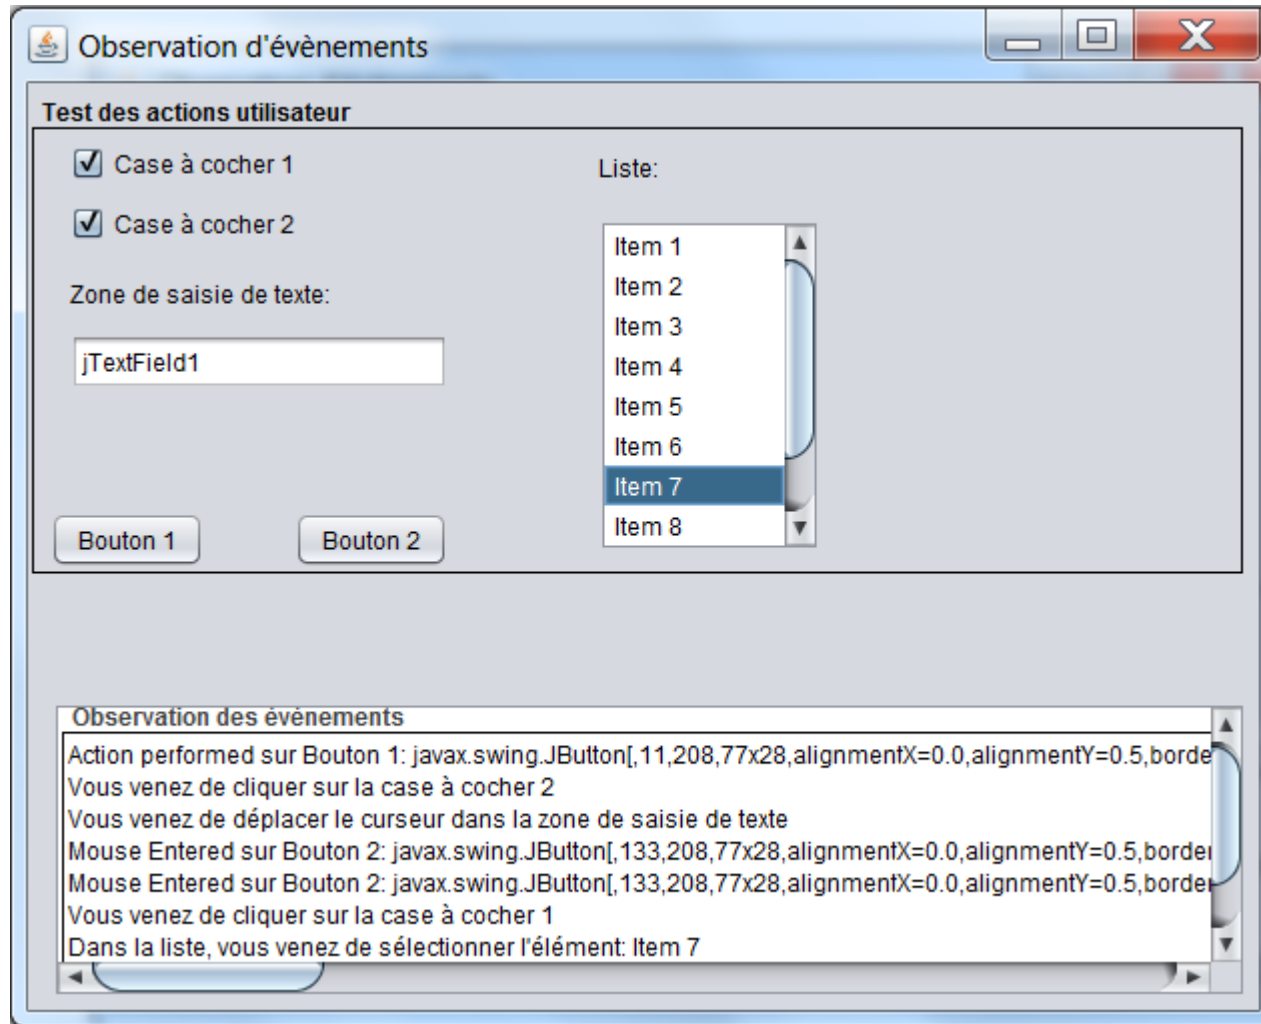 Observation d'évènements
Test des actions utilisateur
Case à cocher 1
Case à cocher 2
Zone de saisie de texte:
jTextField1
Bouton 1
Bouton 2
Liste:
Item 1
Item 2
Item 3
Item 4
Item 5
Item 6
Item 7
Item 8
Observation des évènements
Action performed sur Bouton 1: javax.swing.JButton[,11,208,77x28,alignmentX=0.0,alignmentY=0.5,borde
Vous venez de cliquer sur la case à cocher 2
Vous venez de déplacer le curseur dans la zone de saisie de texte
Mouse Entered sur Bouton 2: javax.swing.JButton[,133,208,77x28,alignmentX=0.0,alignmentY=0.5,border
Mouse Entered sur Bouton 2: javax.swing.JButton[,133,208,77x28,alignmentX=0.0,alignmentY=0.5,border
Vous venez de cliquer sur la case à cocher 1
Dans la liste, vous venez de sélectionner l'élément: Item 7